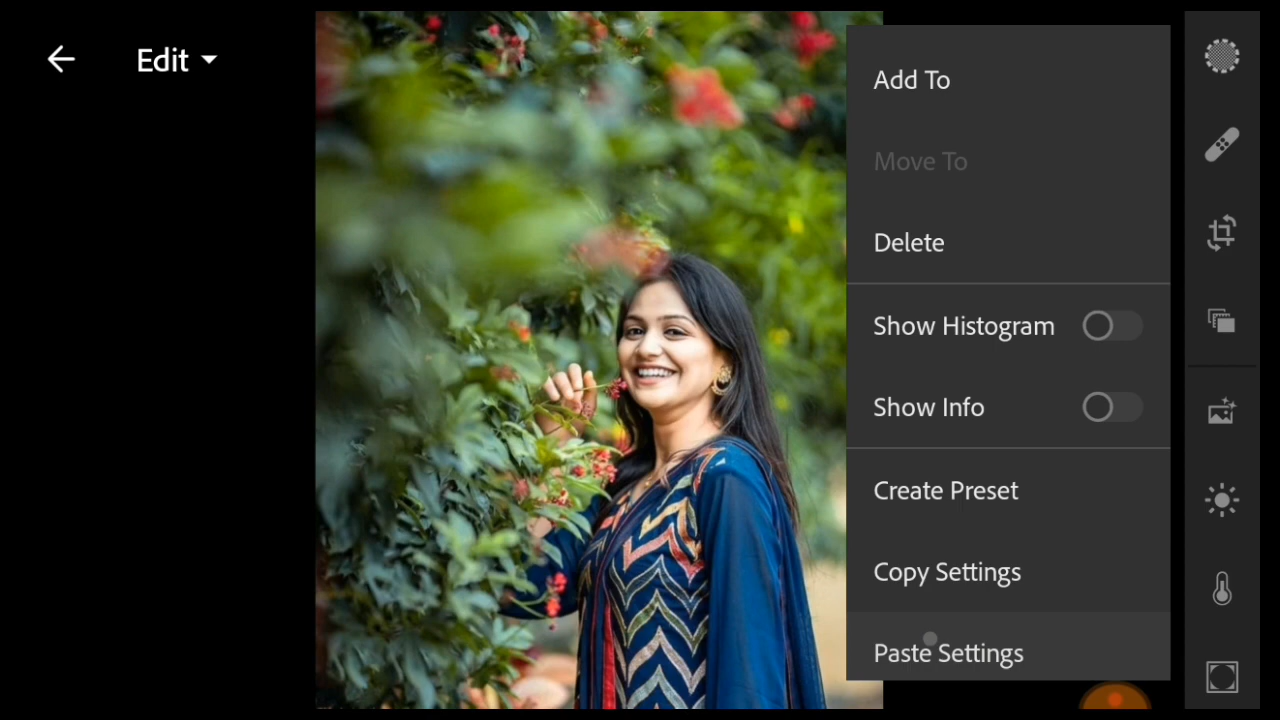 Edit
Add To
Move To
Delete
Show Histogram
Show Info
Create Preset
Copy Settings
Paste Settings